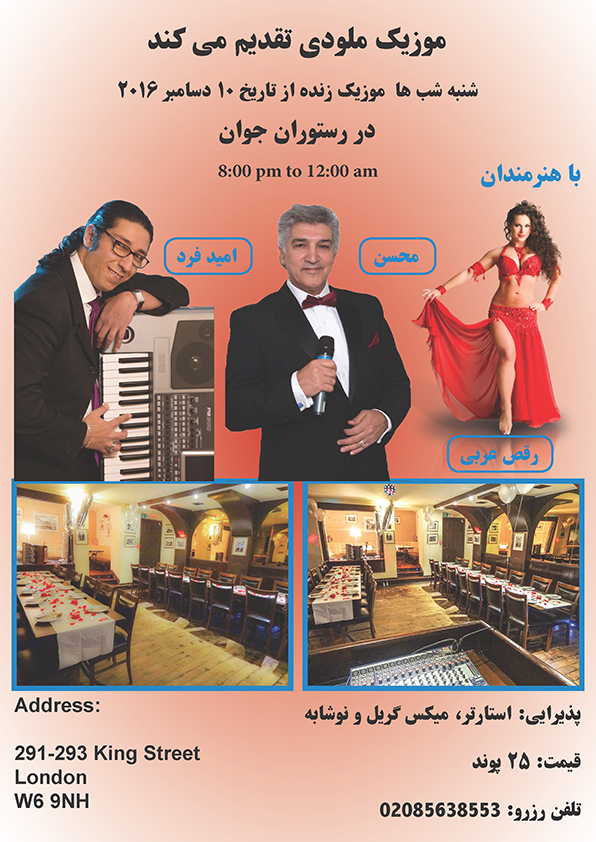 موزیک ملودی تقدیم می کند
شنبه شب ها موزیک زنده از تاریخ ۱۰ دسامبر ۲۰۱۶
در رستوران جوان
8:00 pm to 12:00 am
با هنرمندان
امید فرد
محسن
رقص عربی
پذیرایی: استارتر، میکس گریل و نوشابه
قیمت: ۲۵ پوند
تلفن رزرو: 02085638553
Address:
291-293 King Street
London
W6 9NH